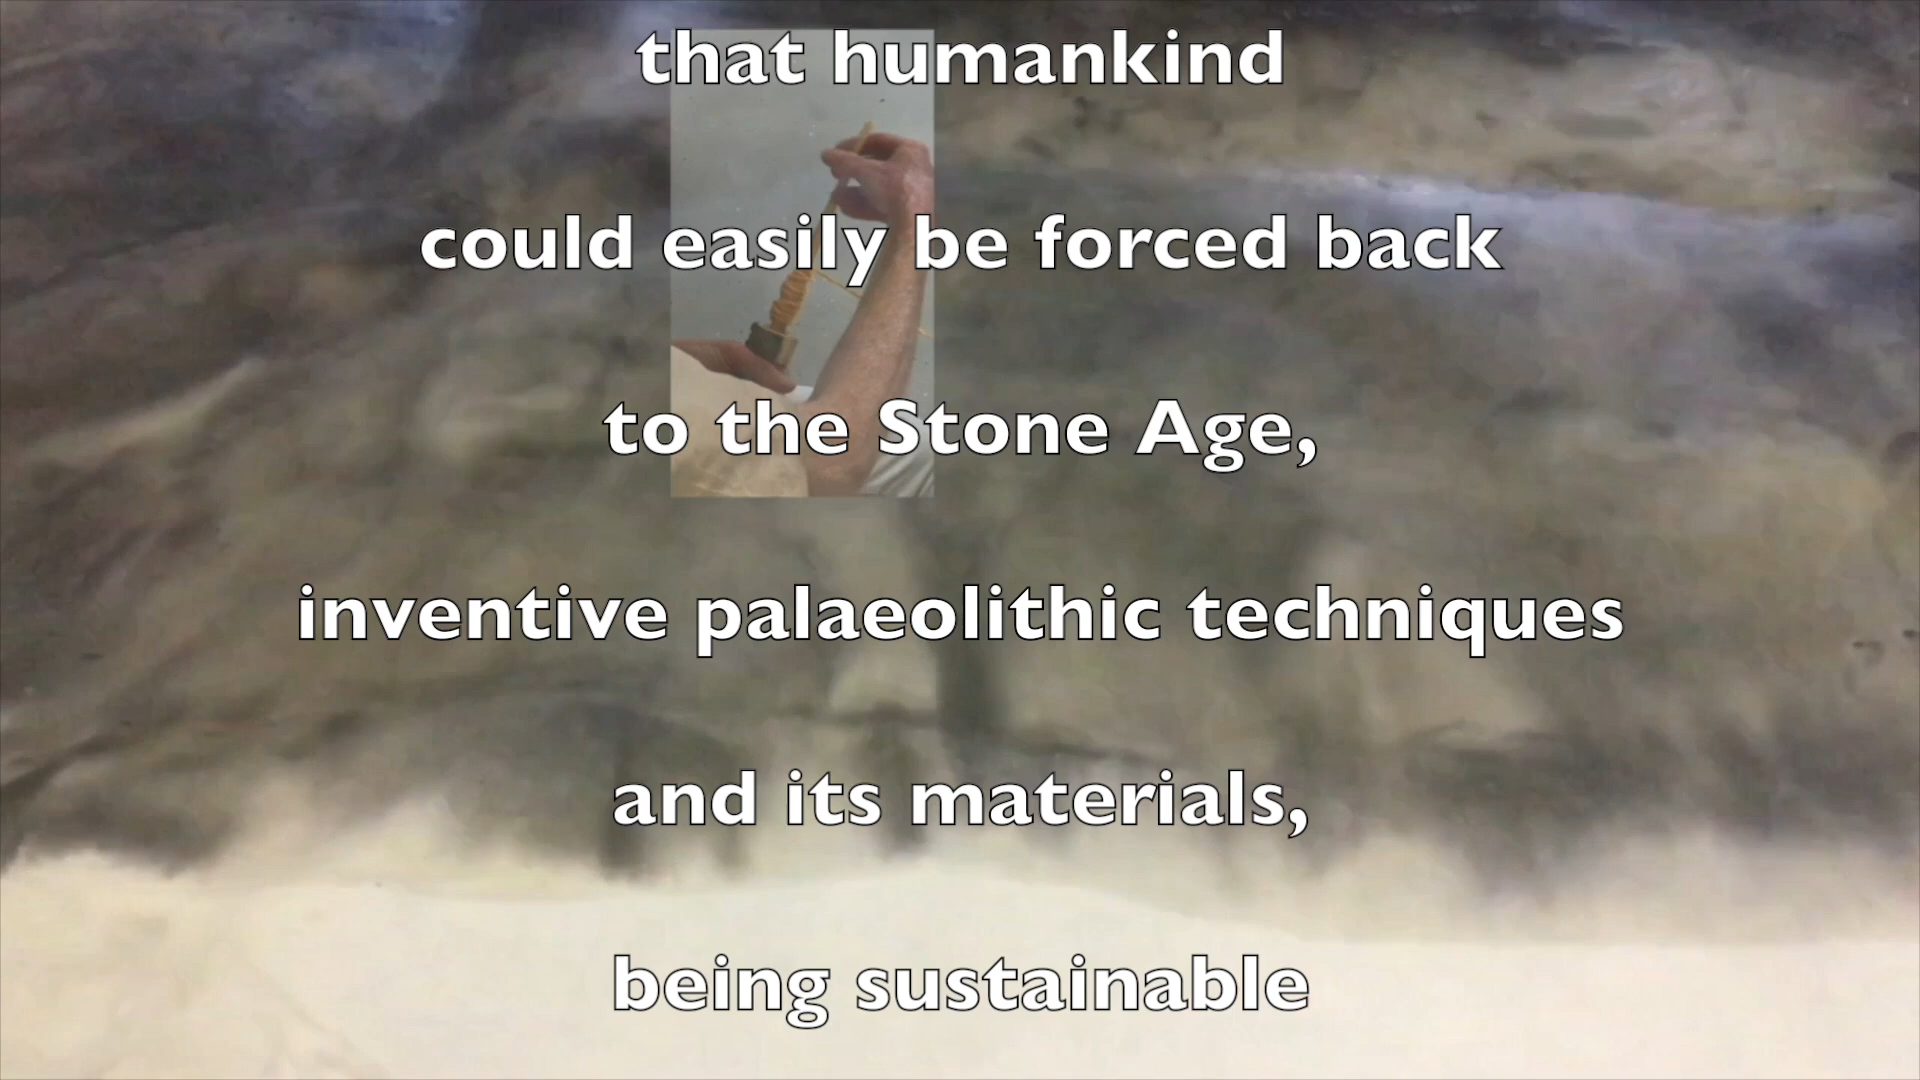 that humankind
could easily be forced back
to the Stone Age,
inventive palaeolithic techniques
and its materials,
being sustainable